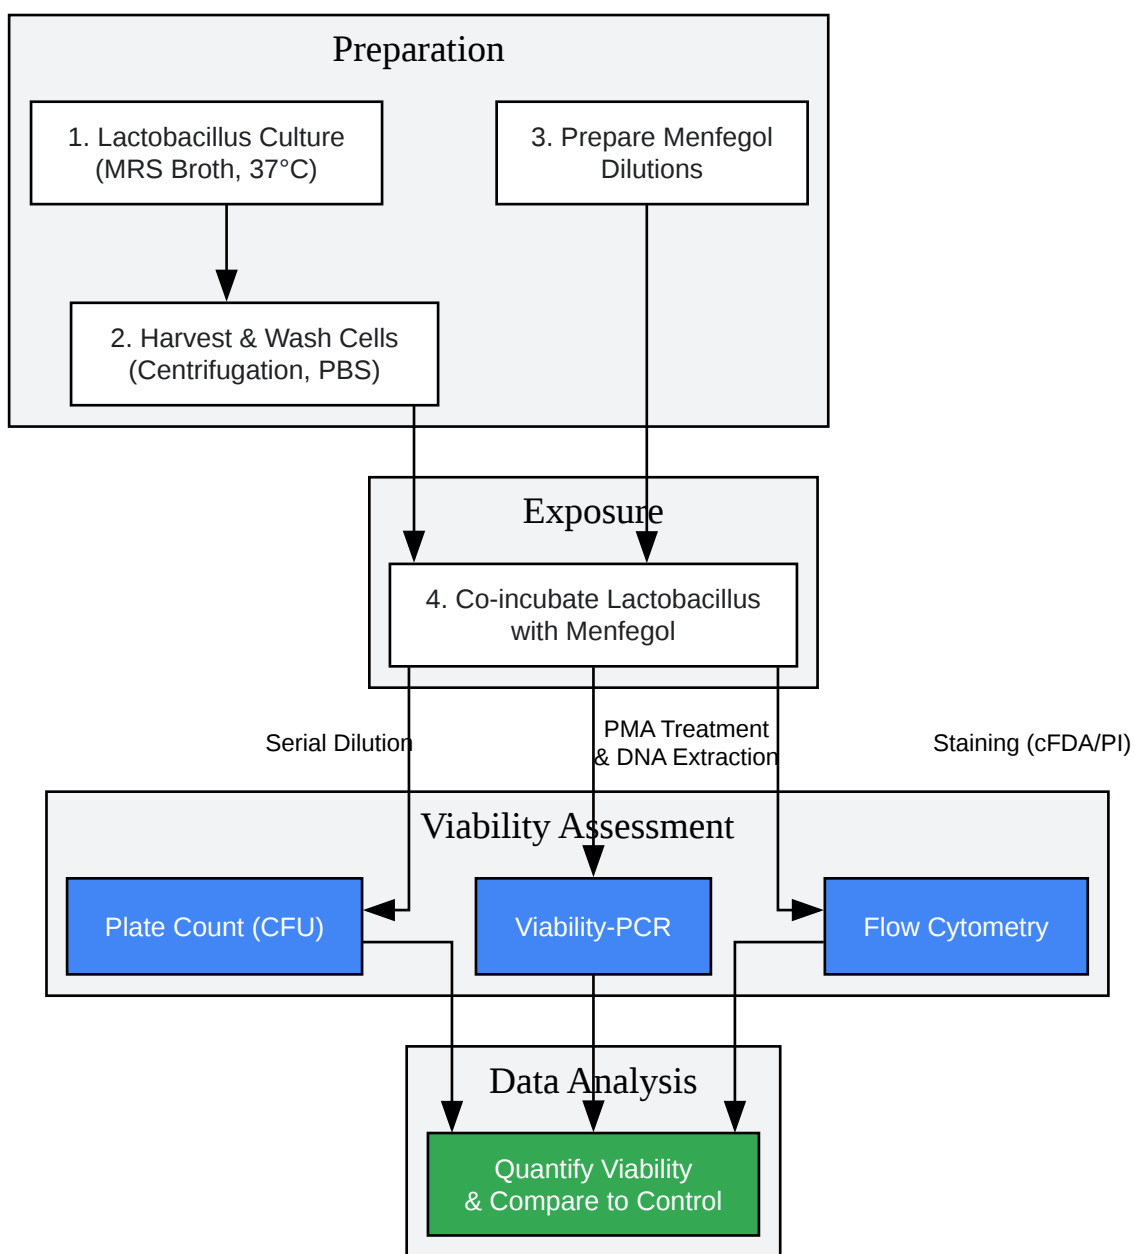 Preparation
1. Lactobacillus Culture
(MRS Broth, 37°C)
3. Prepare Menfegol
Dilutions
2. Harvest & Wash Cells
(Centrifugation, PBS)
Exposure
4. Co-incubate Lactobacillus
with Menfegol
Serial Dilution
PMA Treatment
& DNA Extraction
Staining (cFDA/PI)
Viability Assessment
Plate Count (CFU)
Viability-PCR
Flow Cytometry
Data Analysis
Quantify Viability
& Compare to Control